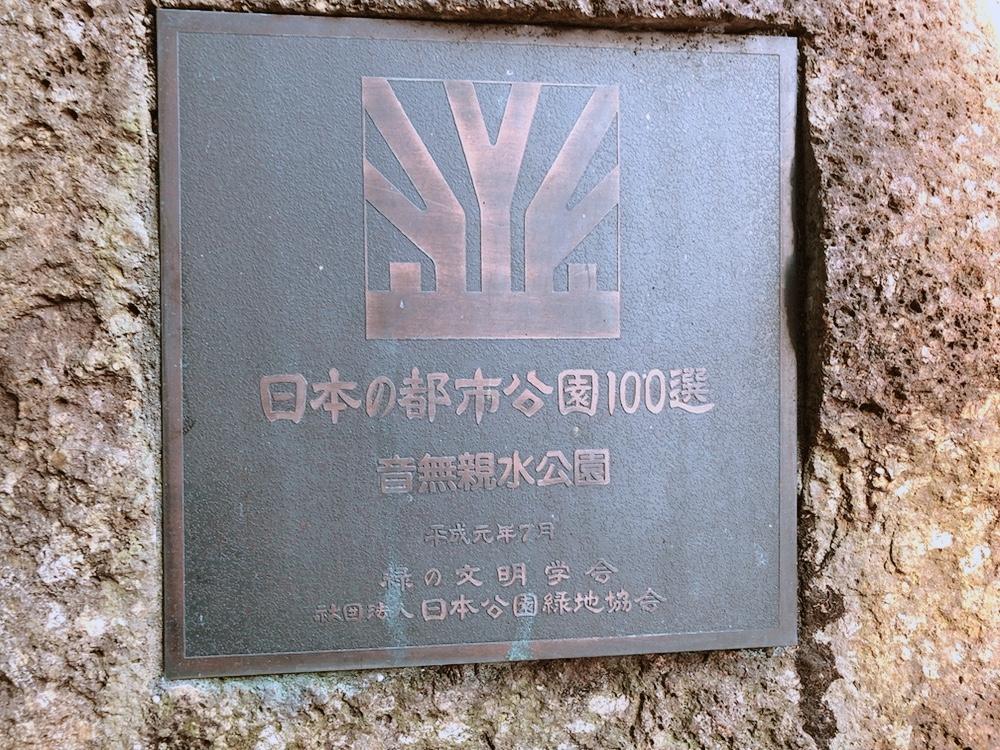 日本の都市公園100選
音無親水公園
平成元年7月
緑の文明学会
社団法人日本公園緑地協会